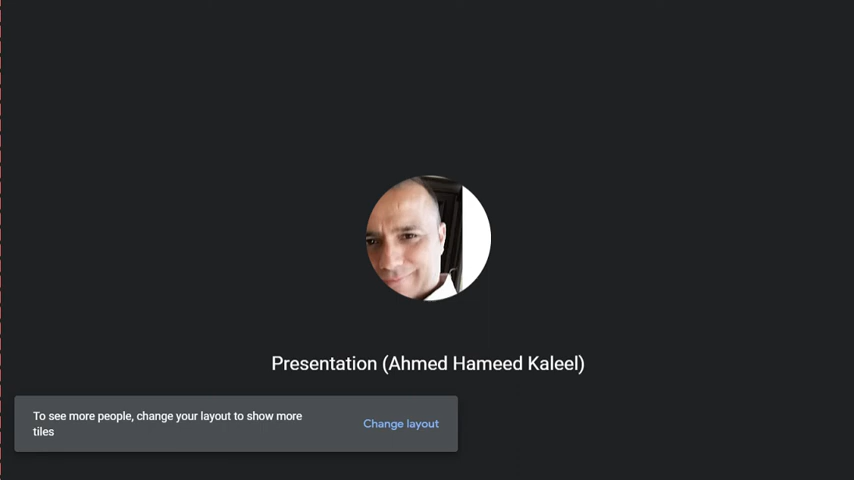 Presentation (Ahmed Hameed Kaleel)
To see more people, change your layout to show more
tiles
Change layout